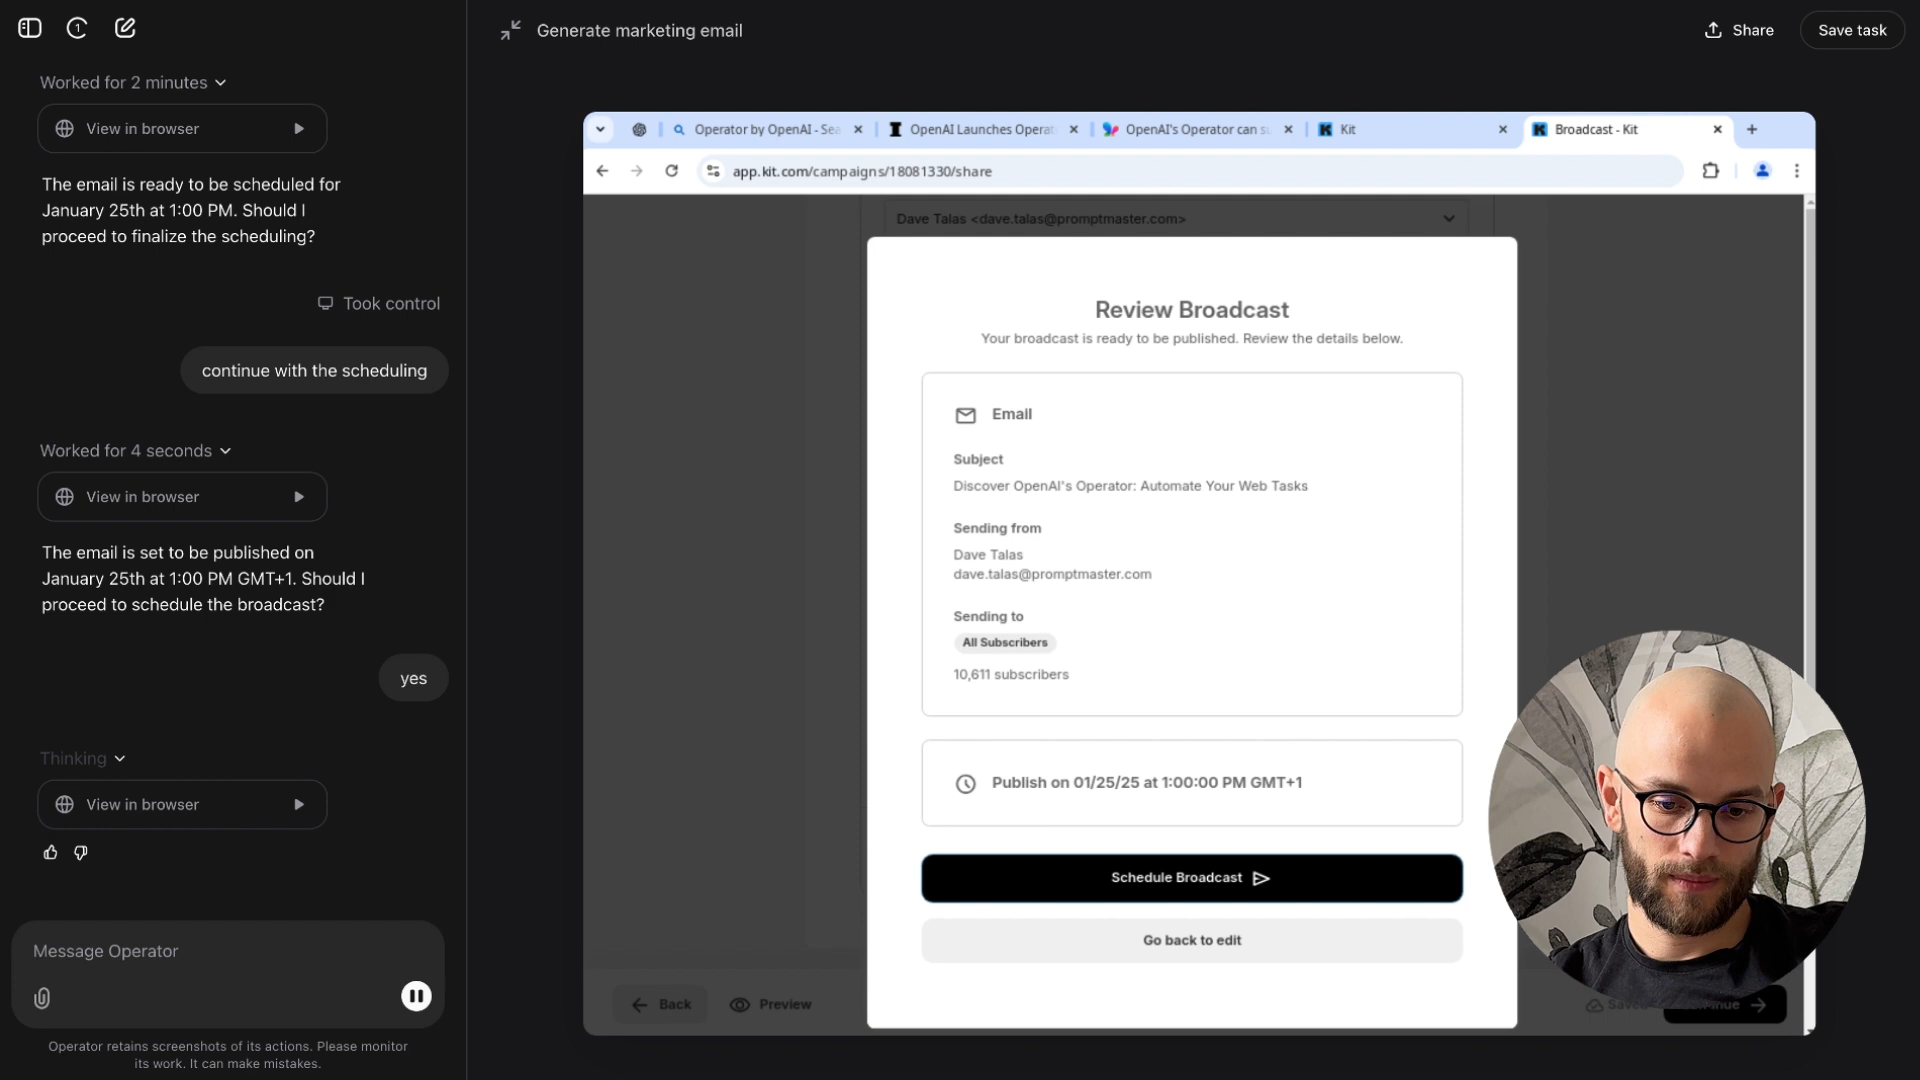 1
Generate marketing email
Share
Save task
Worked for 2 minutes
View in browser
The email is ready to be scheduled for
January 25th at 1:00 PM. Should I
proceed to finalize the scheduling?
Took control
continue with the scheduling
Worked for 4 seconds
View in browser
The email is set to be published on
January 25th at 1:00 PM GMT+1. Should I
proceed to schedule the broadcast?
yes
Thinking
View in browser
Message Operator
Operator retains screenshots of its actions. Please monitor
its work. It can make mistakes.
Operator by OpenAI - Sea
OpenAI Launches Operat
OpenAI's Operator can su
Kit
Broadcast - Kit
app.kit.com/campaigns/18081330/share
Dave Talas <dave.talas@promptmaster.com>
Review Broadcast
Your broadcast is ready to be published. Review the details below.
Email
Subject
Discover OpenAI's Operator: Automate Your Web Tasks
Sending from
Dave Talas
dave.talas@promptmaster.com
Sending to
All Subscribers
10,611 subscribers
Publish on 01/25/25 at 1:00:00 PM GMT+1
Schedule Broadcast
Go back to edit
Back
Preview